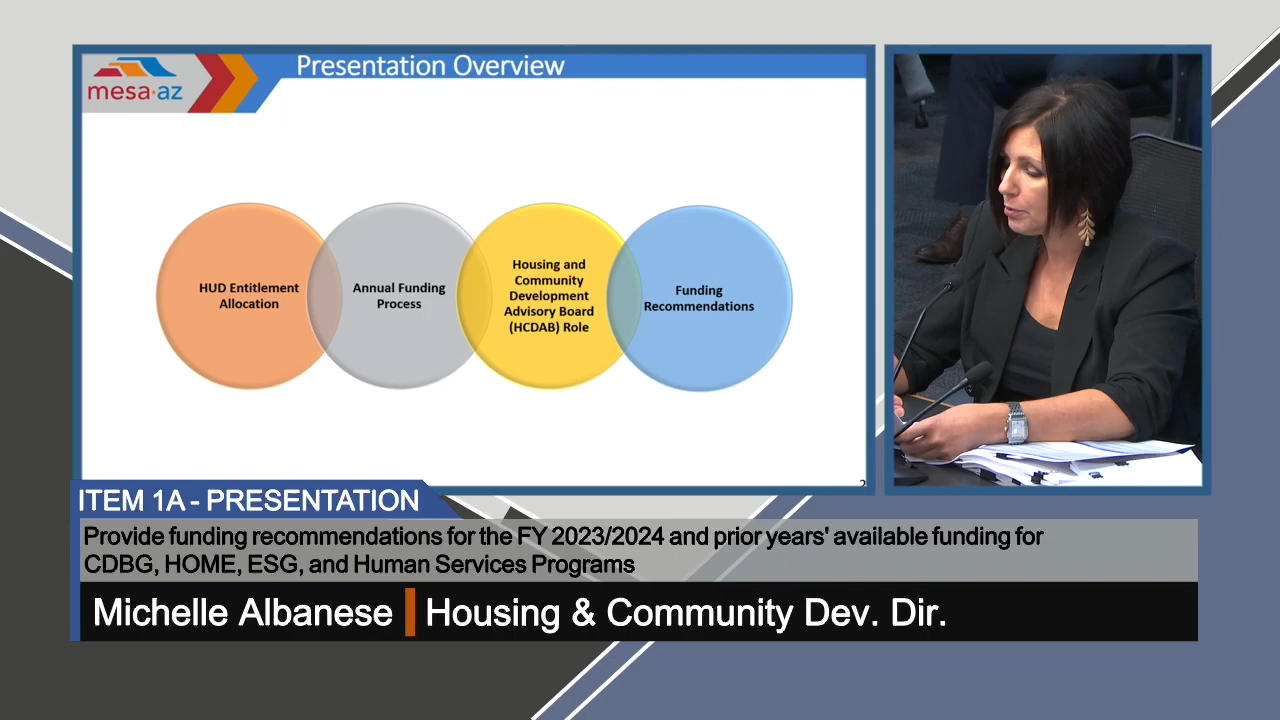 Presentation Overview
mesa·az
HUD Entitlement
Allocation
Annual Funding
Process
Housing and
Community
Development
Advisory Board
(HCDAB) Role
Funding
Recommendations
2
ITEM 1A - PRESENTATION
Provide funding recommendations for the FY 2023/2024 and prior years' available funding for
CDBG, HOME, ESG, and Human Services Programs
Michelle Albanese Housing & Community Dev. Dir.